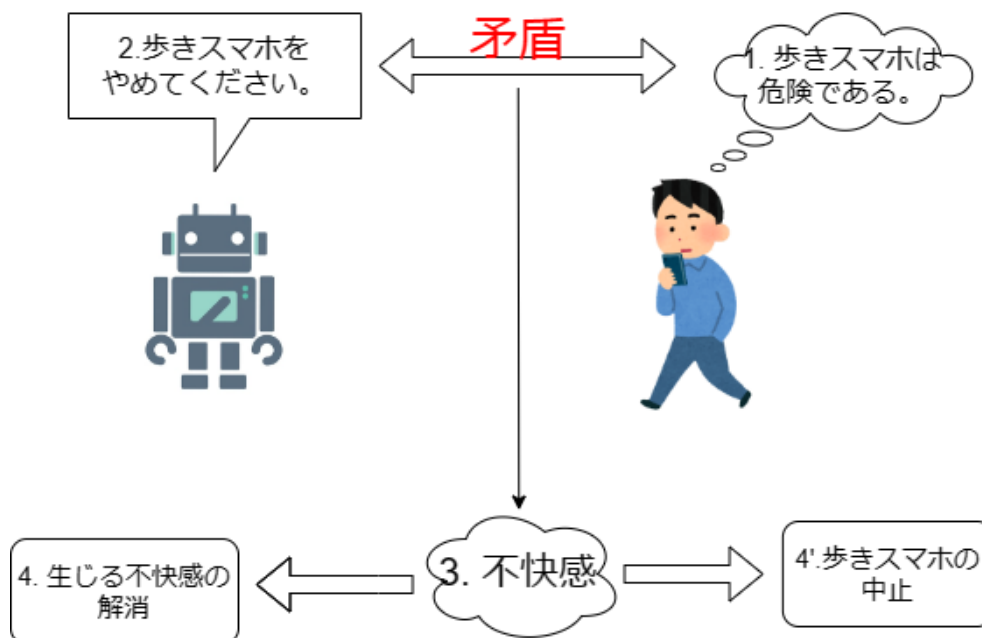 矛盾
2.歩きスマホを
やめてください。
1. 歩きスマホは
危険である。
3. 不快感
4. 生じる不快感の
解消
4'.歩きスマホの
中止